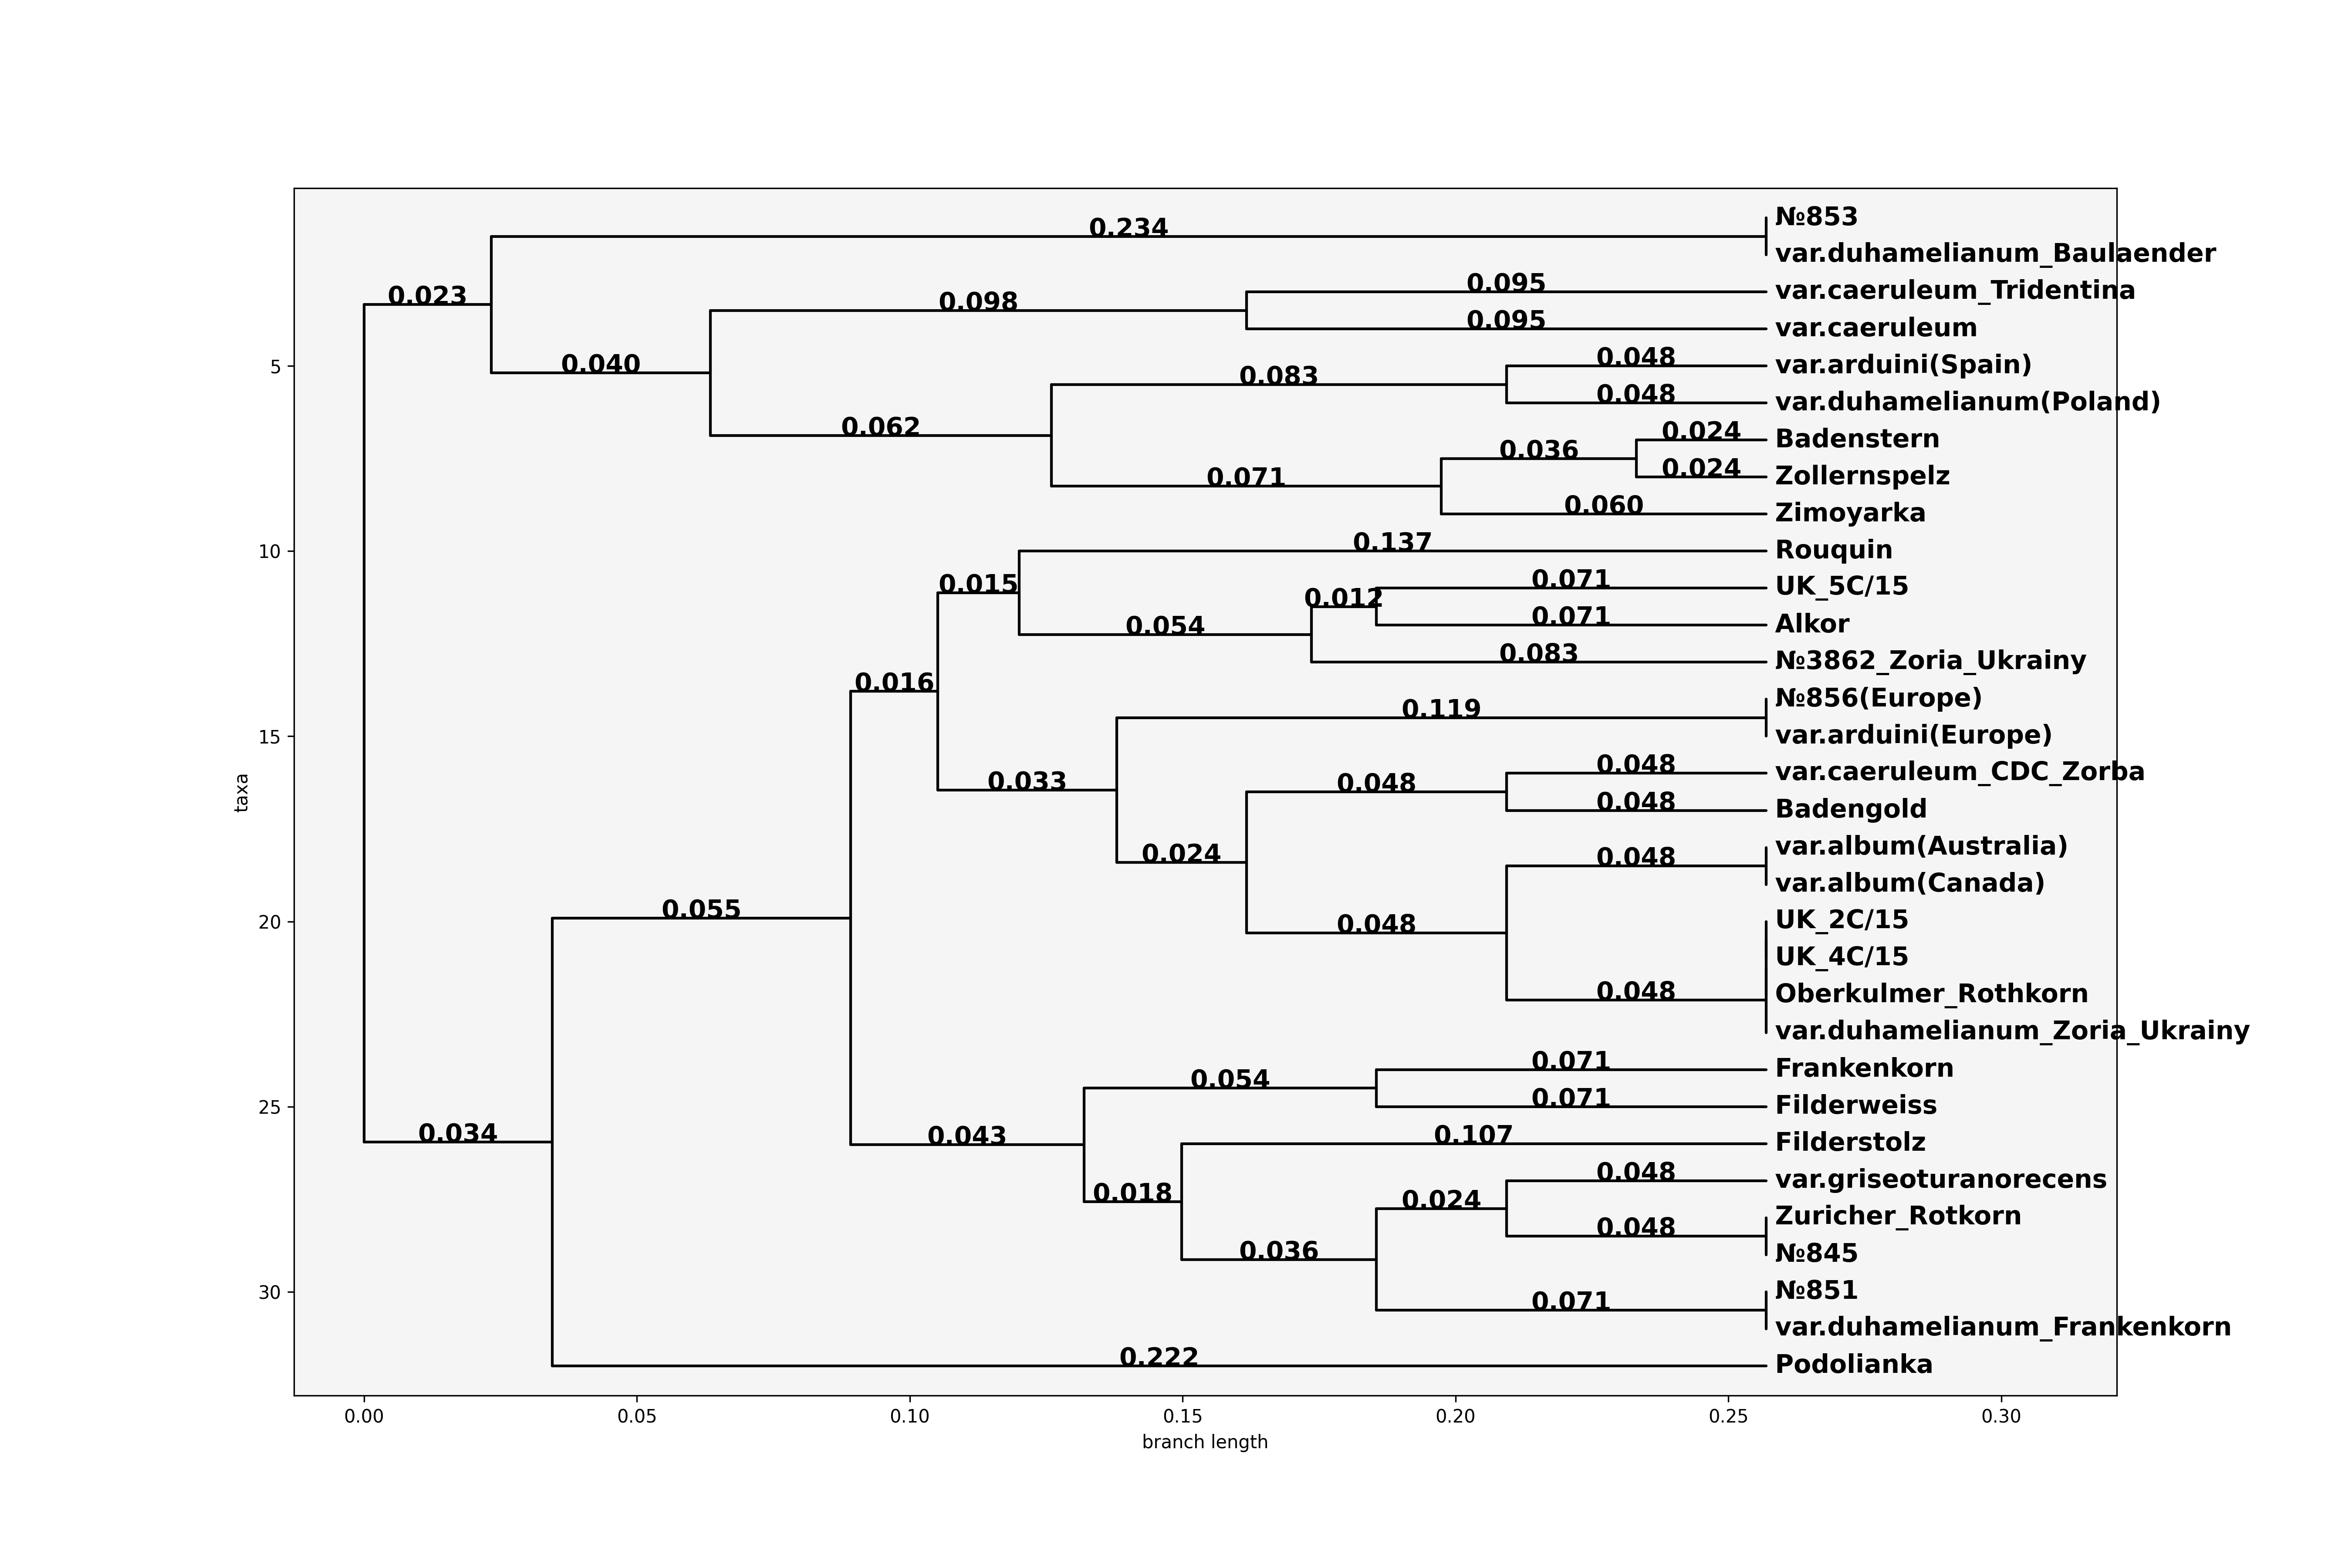 №853
0.234
var.duhamelianum_Baulaender
0.023
0.095
var.caeruleum_Tridentina
0.098
0.095
var.caeruleum
0.040
0.048
5
var.arduini(Spain)
0.083
0.048
var.duhamelianum(Poland)
0.062
0.024
Badenstern
0.036
0.024
Zollernspelz
0.071
0.060
Zimoyarka
0.137
10
Rouquin
0.015
0.071
UK_5C/15
0.012
0.054
0.071
Alkor
0.083
№3862_Zoria_Ukrainy
0.016
№856(Europe)
0.119
15
var.arduini(Europe)
0.033
0.048
0.048
var.caeruleum_CDC_Zorba
taxa
0.048
Badengold
0.024
0.048
var.album(Australia)
var.album(Canada)
0.055
20
0.048
UK_2C/15
UK_4C/15
0.048
Oberkulmer_Rothkorn
var.duhamelianum_Zoria_Ukrainy
0.071
Frankenkorn
0.054
0.071
25
Filderweiss
0.034
0.043
0.107
Filderstolz
0.018
0.048
var.griseoturanorecens
0.024
Zuricher_Rotkorn
0.048
0.036
№845
30
№851
0.071
var.duhamelianum_Frankenkorn
0.222
Podolianka
0.00 0.05 0.10 0.15 0.20 0.25 0.30
branch length